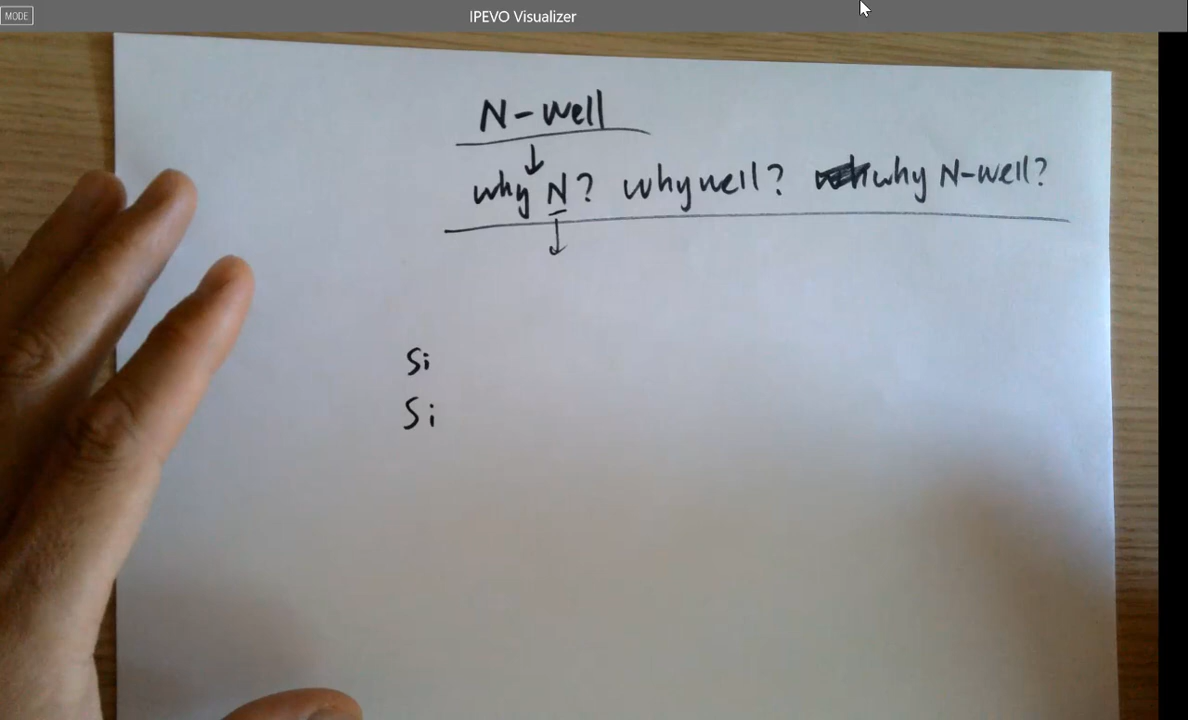 MODE
IPEVO Visualizer
N-well
why N? why well? why N-well?
Si
Si